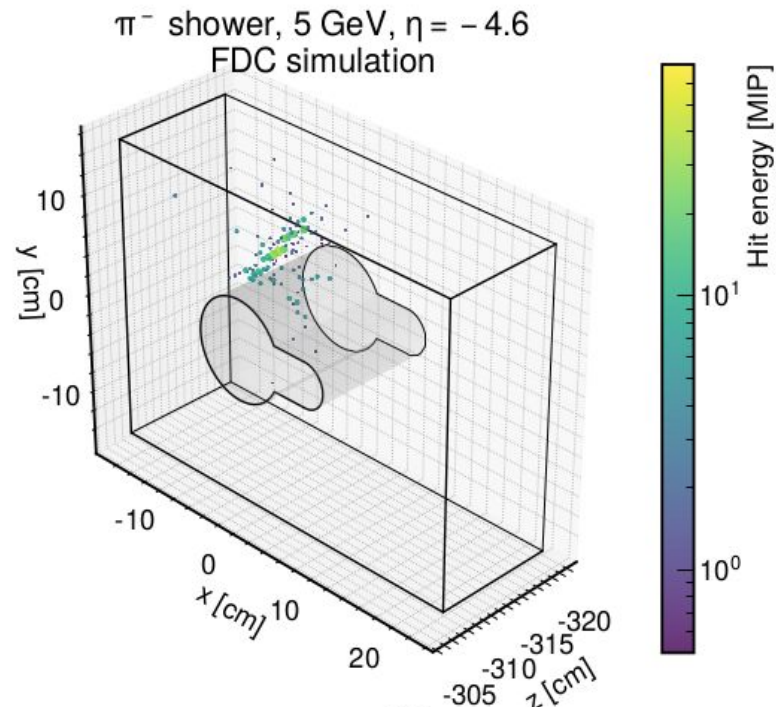 π⁻ shower, 5 GeV, η = − 4.6
FDC simulation
10
0
-10
y [cm]
-10
0
10
20
x [cm]
-320
-315
-310
-305
z [cm]
10¹
10⁰
Hit energy [MIP]